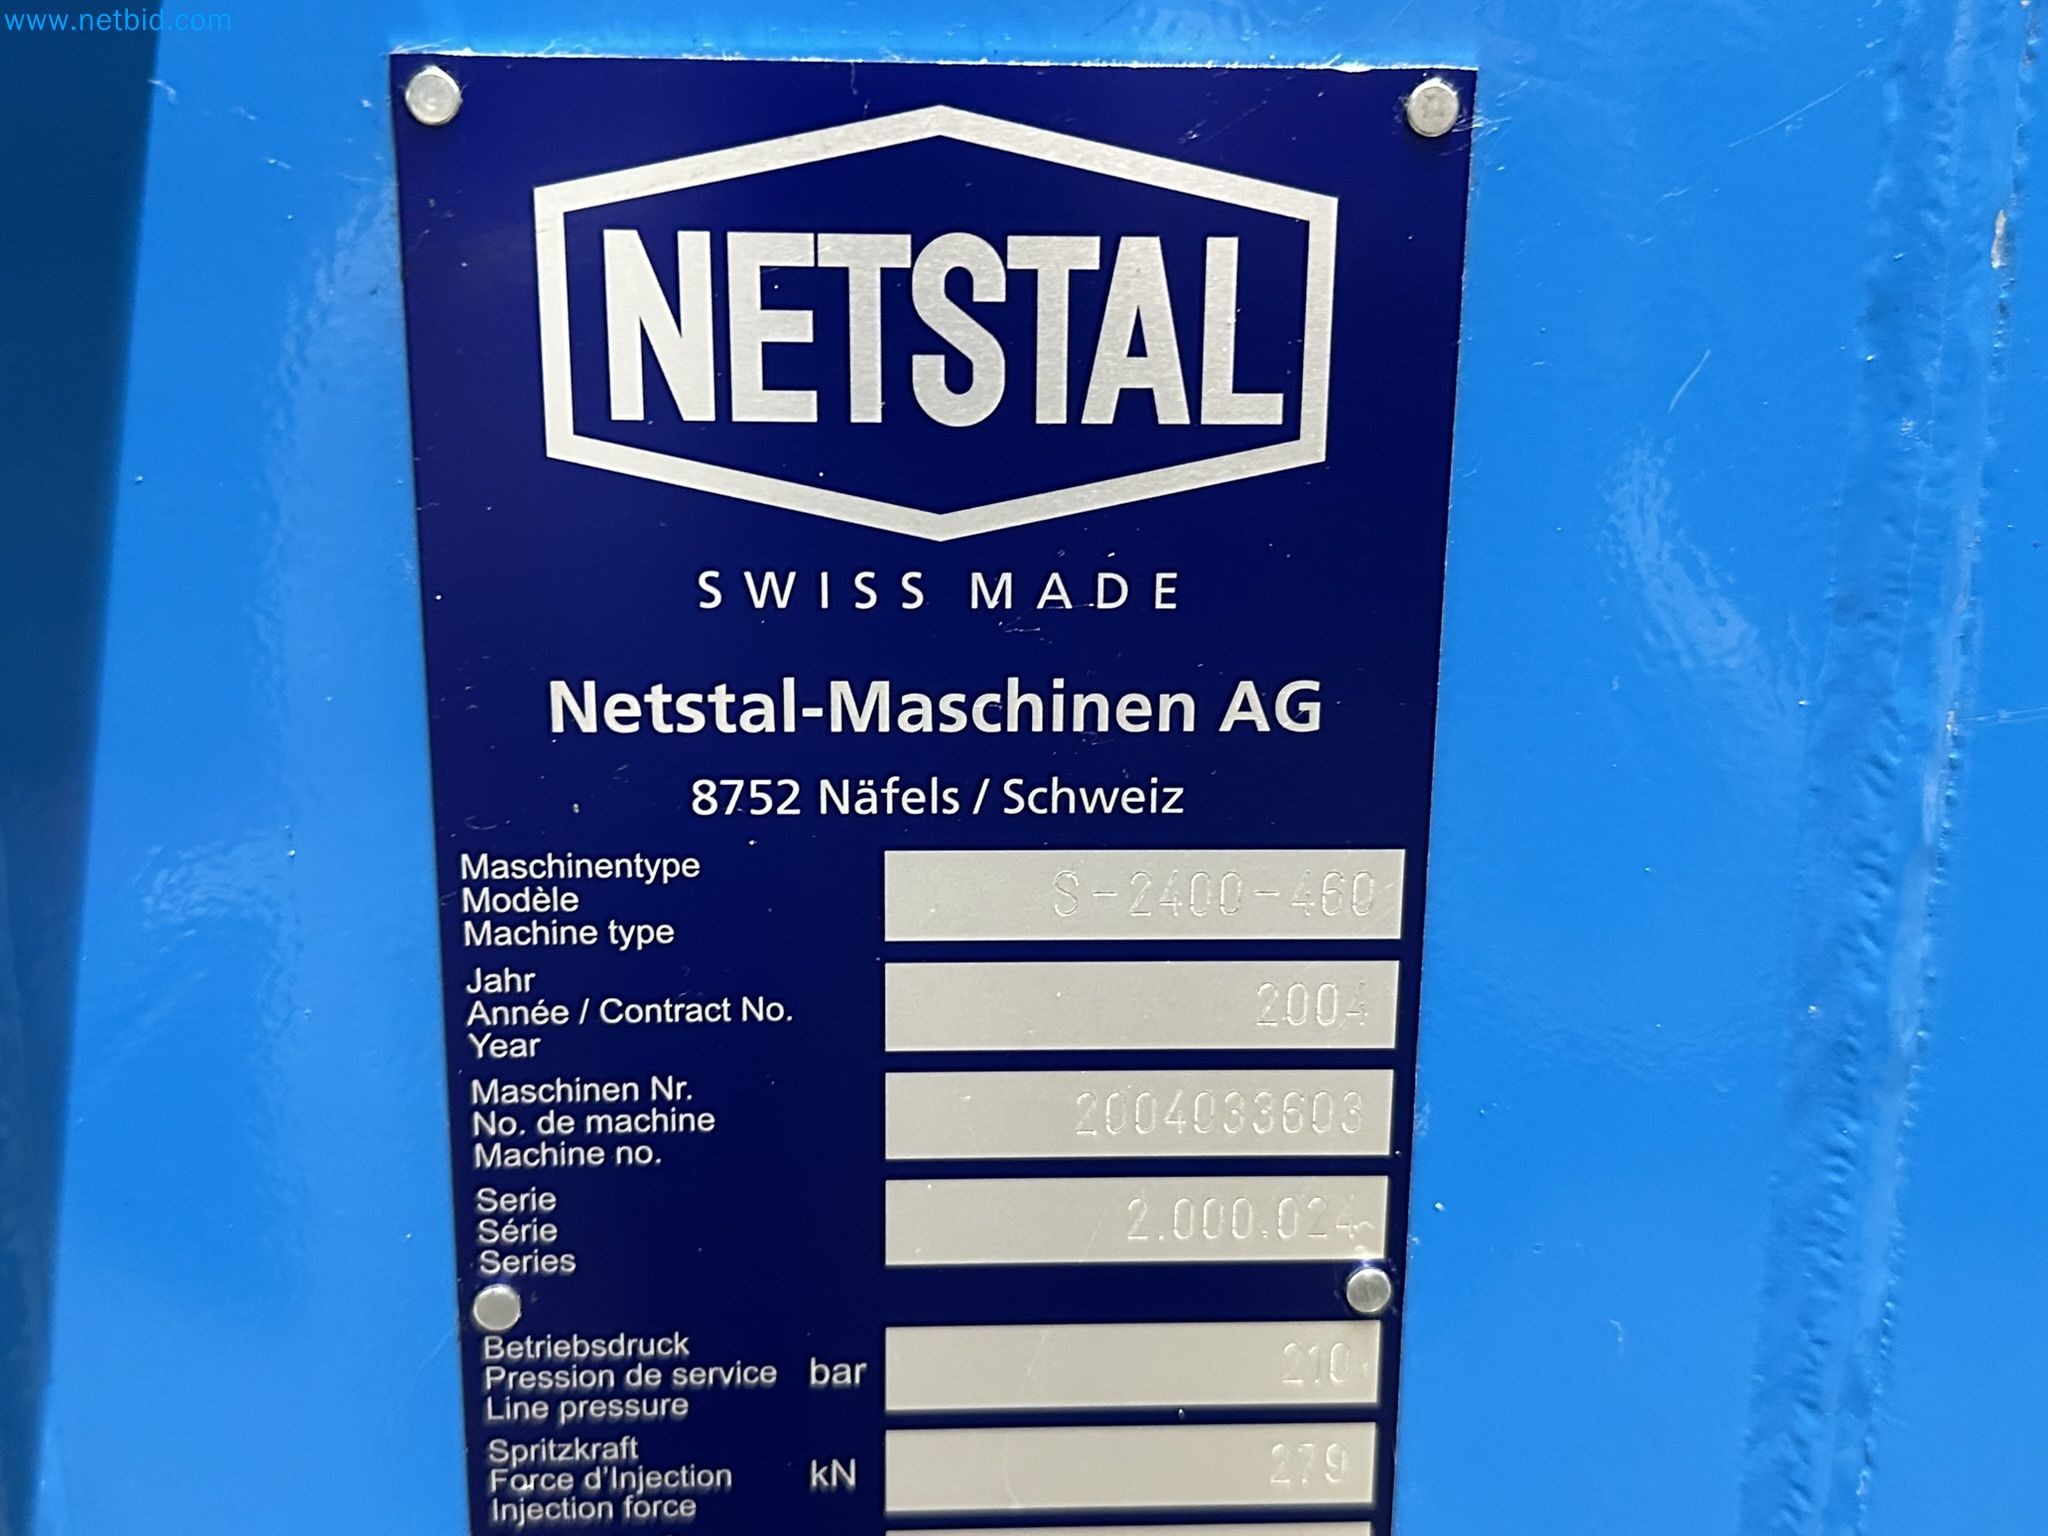 www.netbid.com
NETSTAL
SWISS MADE
Netstal-Maschinen AG
8752 Näfels / Schweiz
Maschinentype
Modèle
Machine type
S-2400-460
Jahr
Année / Contract No.
Year
2004
Maschinen Nr.
No. de machine
Machine no.
2004033603
Serie
Série
Series
2.000.024
Betriebsdruck
Pression de service bar
Line pressure
210
Spritzkraft
Force d'Injection kN
Injection force
279